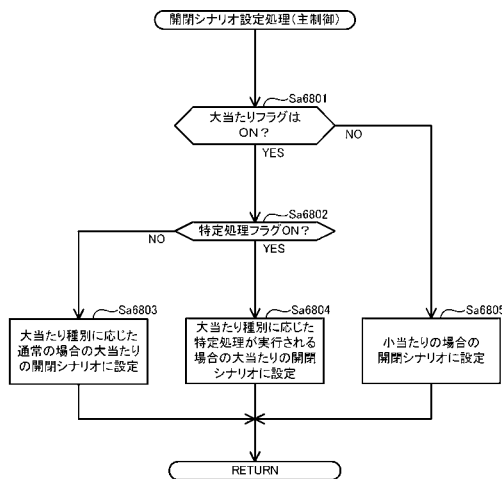 開閉シナリオ設定処理(主制御)
Sa6801
大当たりフラグは
ON?
NO
YES
Sa6802
特定処理フラグON?
NO
YES
Sa6803
大当たり種別に応じた
通常の場合の大当たり
の開閉シナリオに設定
Sa6804
大当たり種別に応じた
特定処理が実行される
場合の大当たりの開閉
シナリオに設定
Sa6805
小当たりの場合の
開閉シナリオに設定
RETURN